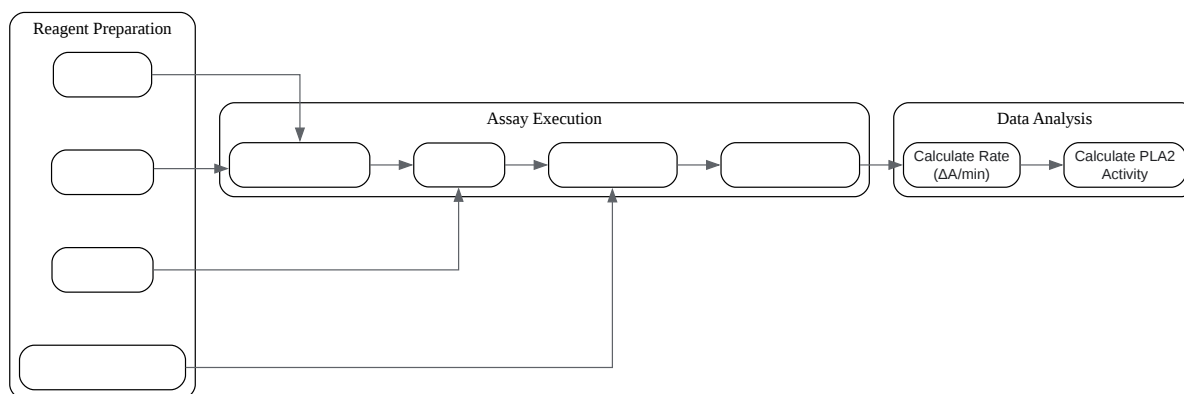 Reagent Preparation
Assay Execution
Data Analysis
Calculate Rate
(ΔA/min)
Calculate PLA2
Activity